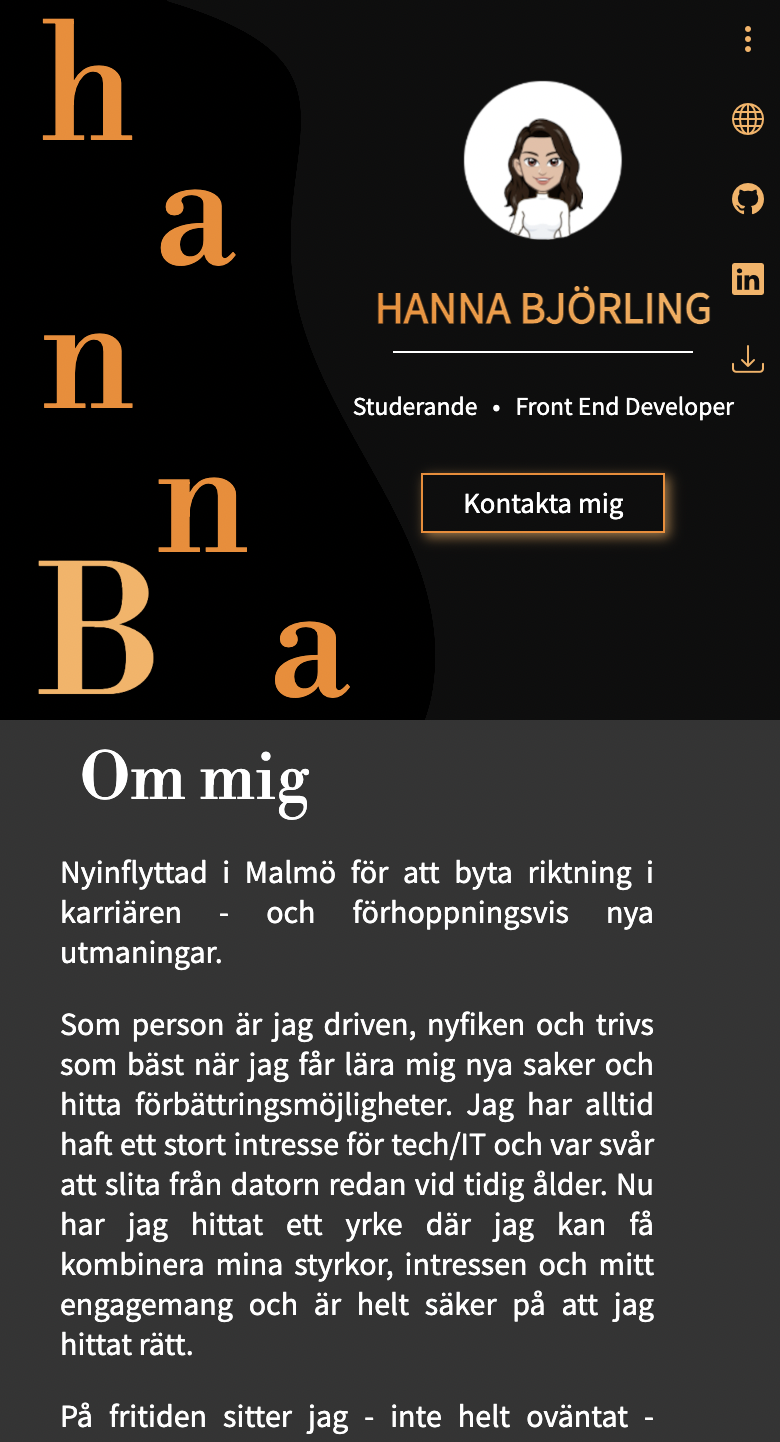 h
a
n
n
B
a
HANNA BJÖRLING
Studerande • Front End Developer
Kontakta mig
in
Om mig
Nyinflyttad i Malmö för att byta riktning i
karriären - och förhoppningsvis nya
utmaningar.
Som person är jag driven, nyfiken och trivs
som bäst när jag får lära mig nya saker och
hitta förbättringsmöjligheter. Jag har alltid
haft ett stort intresse för tech/IT och var svår
att slita från datorn redan vid tidig ålder. Nu
har jag hittat ett yrke där jag kan få
kombinera mina styrkor, intressen och mitt
engagemang och är helt säker på att jag
hittat rätt.
På fritiden sitter jag - inte helt oväntat -